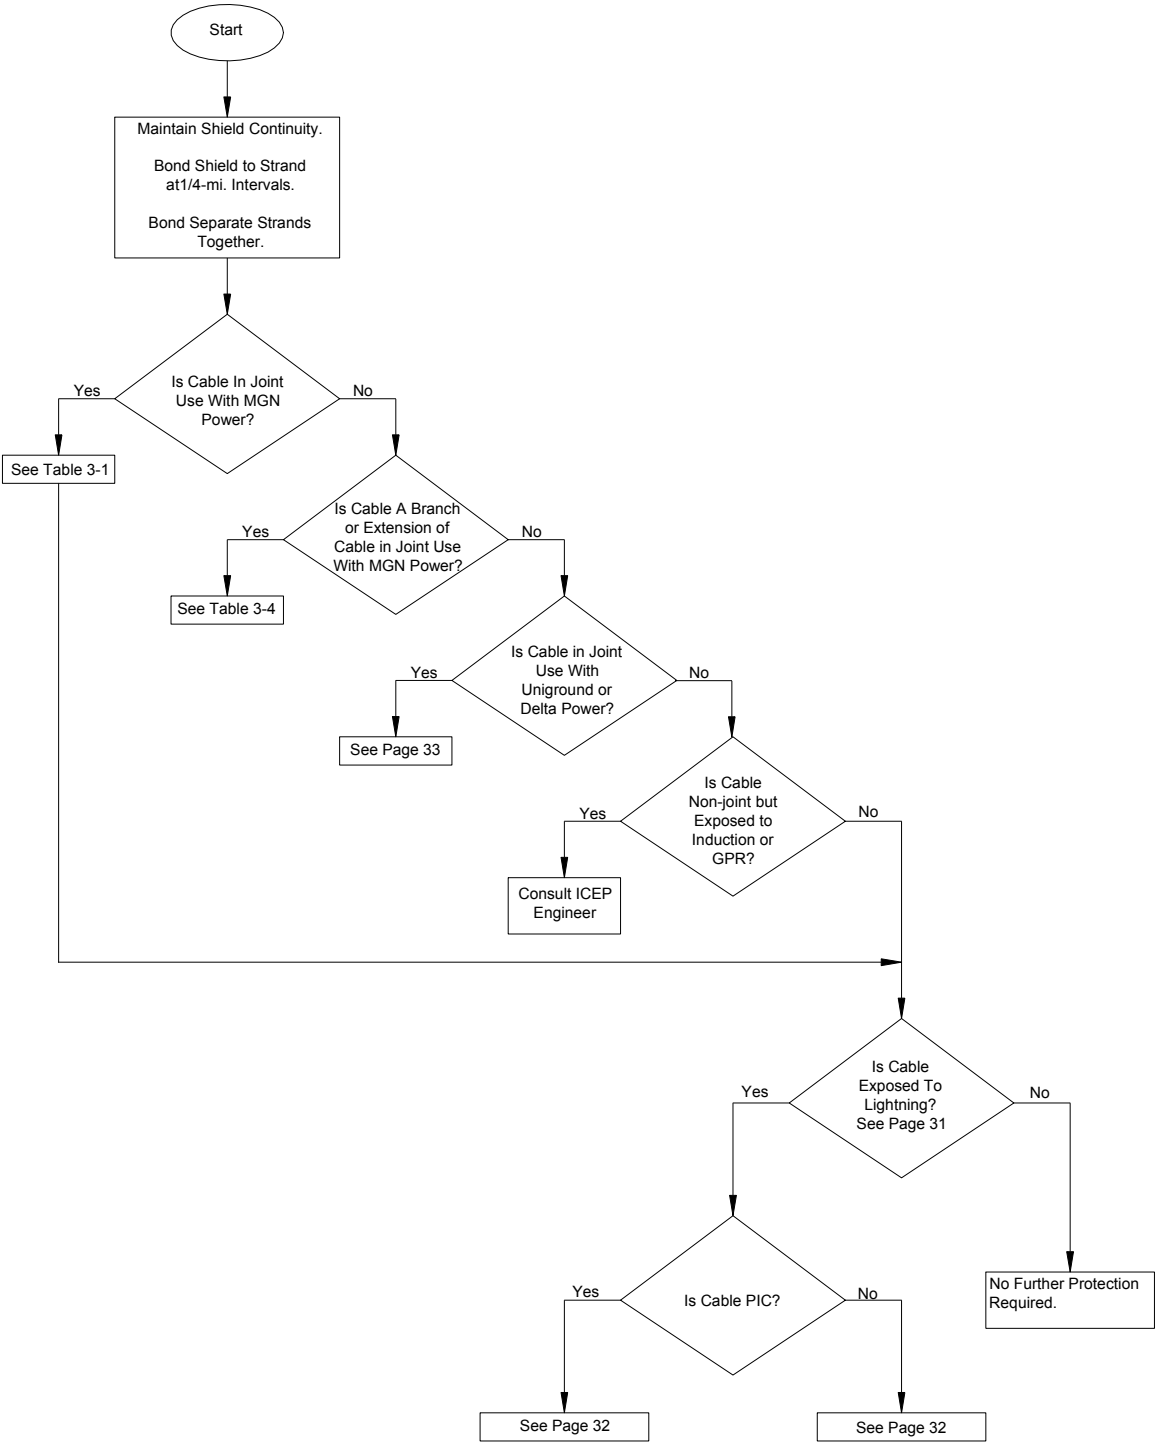 Start
Maintain Shield Continuity.
Bond Shield to Strand
at1/4-mi. Intervals.
Bond Separate Strands
Together.
Is Cable In Joint
Use With MGN
Power?
Yes
No
See Table 3-1
Is Cable A Branch
or Extension of
Cable in Joint Use
With MGN Power?
Yes
No
See Table 3-4
Is Cable in Joint
Use With
Uniground or
Delta Power?
Yes
No
See Page 33
Is Cable
Non-joint but
Exposed to
Induction or
GPR?
Yes
No
Consult ICEP
Engineer
Is Cable
Exposed To
Lightning?
See Page 31
Yes
No
No Further Protection
Required.
Is Cable PIC?
Yes
No
See Page 32
See Page 32